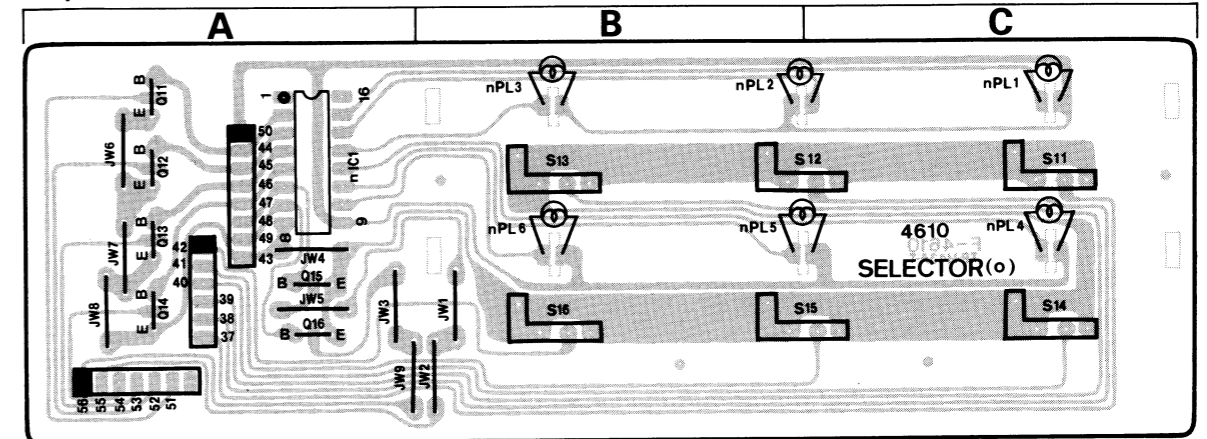 A B C
B Q11 E
JW6
B Q12 E
JW7
B Q13 E
JW8
B Q14 E
1 16
nIC1
8 9
50
44
45
46
47
48
49
43
42
41
40
39
38
37
JW4
B Q15 E
JW5
B Q16 E
JW3 JW1
JW9 JW2
56 55 54 53 52 51
nPL3 nPL2 nPL1
S13 S12 S11
nPL6 nPL5 nPL4
4610
F-4610
SELECTOR(o)
S16 S15 S14